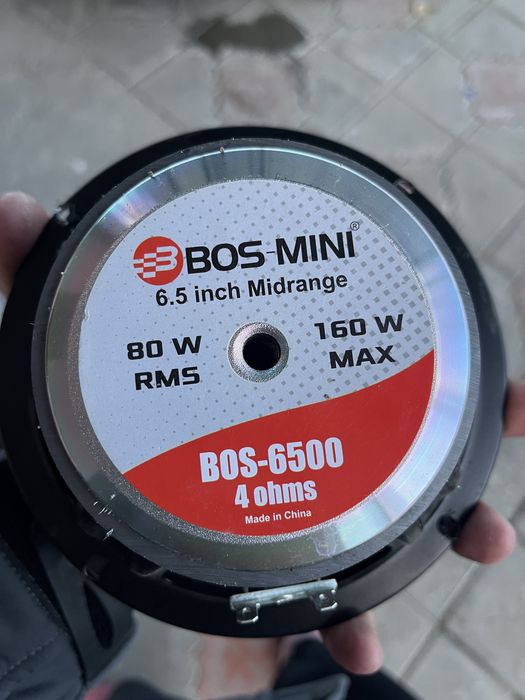 B BOS-MINI®
6.5 inch Midrange
80 W RMS
160 W MAX
BOS-6500
4 ohms
Made in China